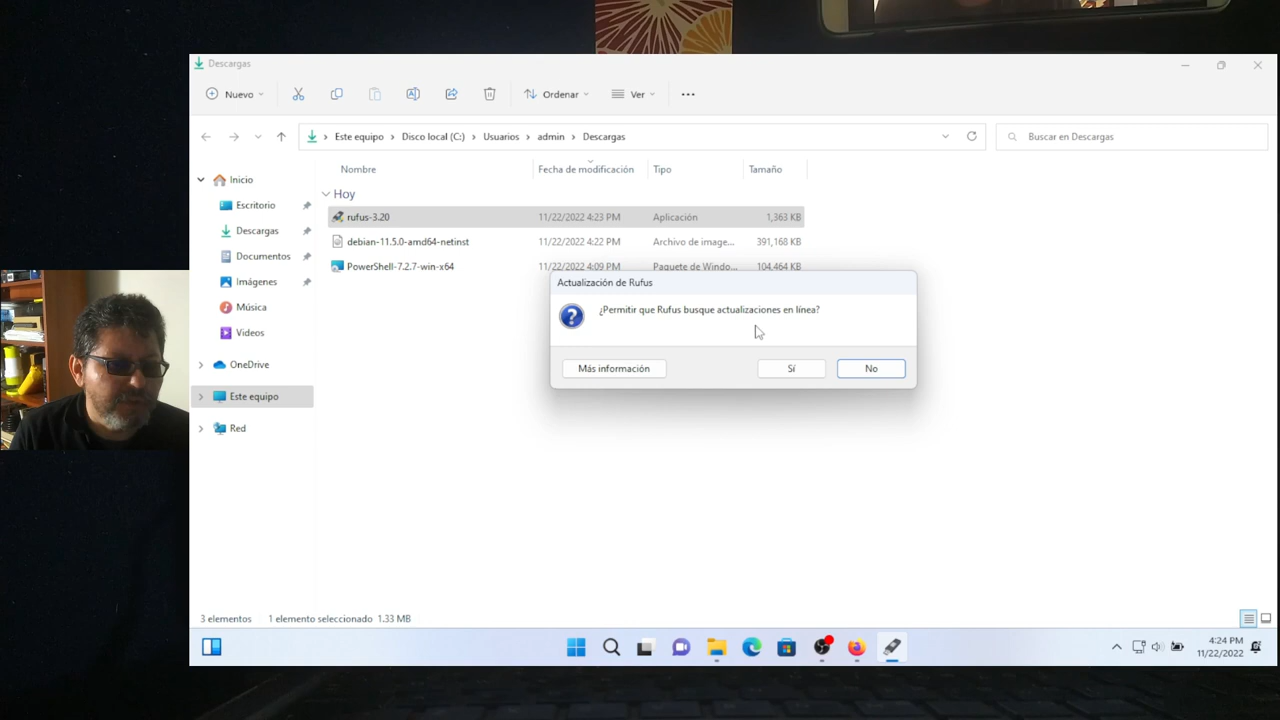 Descargas
Nuevo
Ordenar
Ver
Este equipo > Disco local (C:) > Usuarios > admin > Descargas
Buscar en Descargas
Nombre Fecha de modificación Tipo Tamaño
Inicio
Escritorio
Descargas
Documentos
Imágenes
Música
Videos
OneDrive
Este equipo
Red
Hoy
rufus-3.20 11/22/2022 4:23 PM Aplicación 1,363 KB
debian-11.5.0-amd64-netinst 11/22/2022 4:22 PM Archivo de image... 391,168 KB
PowerShell-7.2.7-win-x64 11/22/2022 4:09 PM Paquete de Windo... 104,464 KB
Actualización de Rufus
¿Permitir que Rufus busque actualizaciones en línea?
Más información Sí No
3 elementos 1 elemento seleccionado 1.33 MB
4:24 PM
11/22/2022